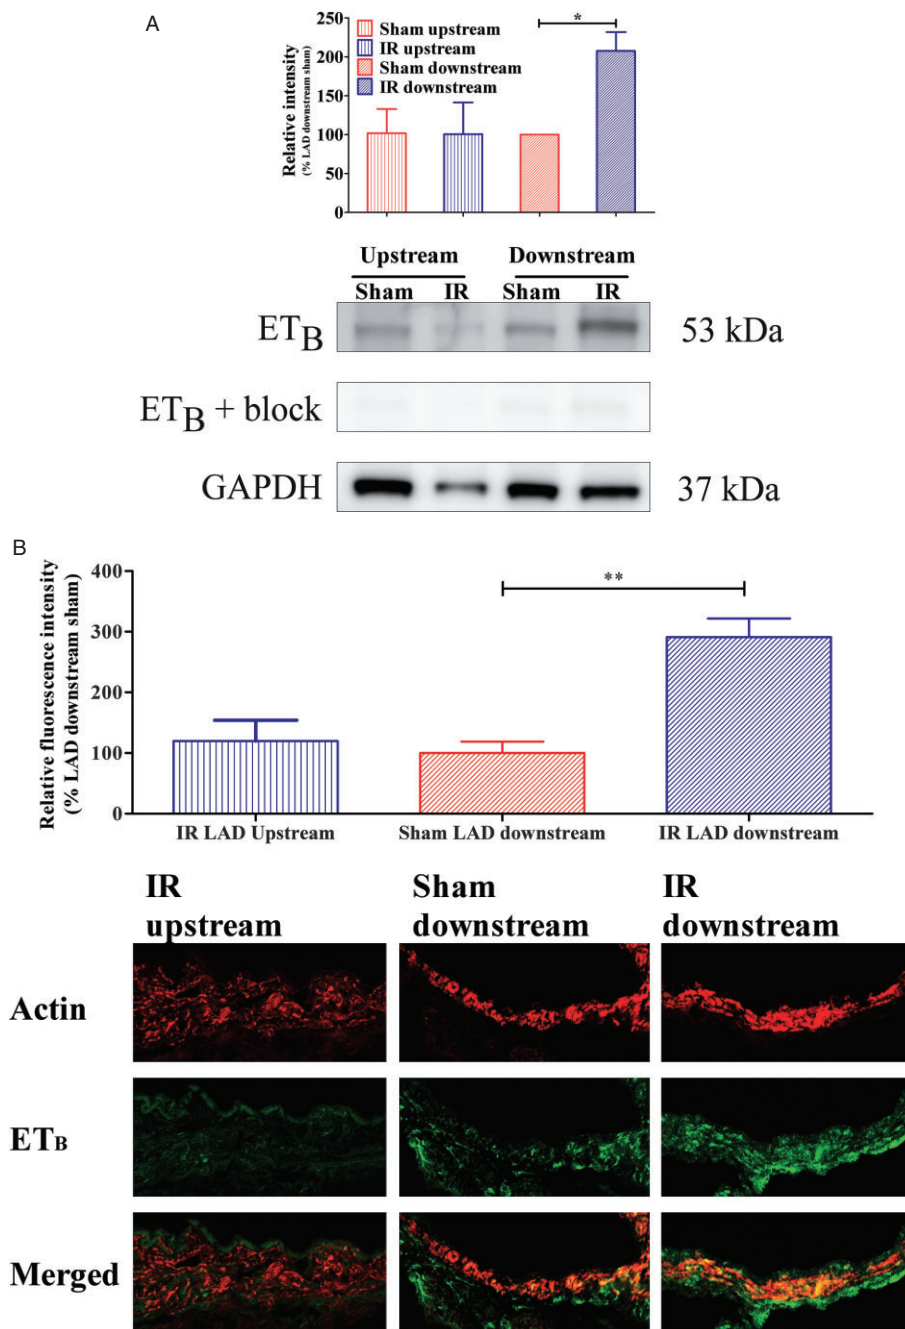 A
Relative intensity
(% LAD downstream sham)
250
200
150
100
50
0
Sham upstream
IR upstream
Sham downstream
IR downstream
*
Upstream Downstream
Sham IR Sham IR
ETB 53 kDa
ETB + block
GAPDH 37 kDa
B
Relative fluorescence intensity
(% LAD downstream sham)
400
300
200
100
0
**
IR LAD Upstream Sham LAD downstream IR LAD downstream
IR Sham IR
upstream downstream downstream
Actin
ETB
Merged